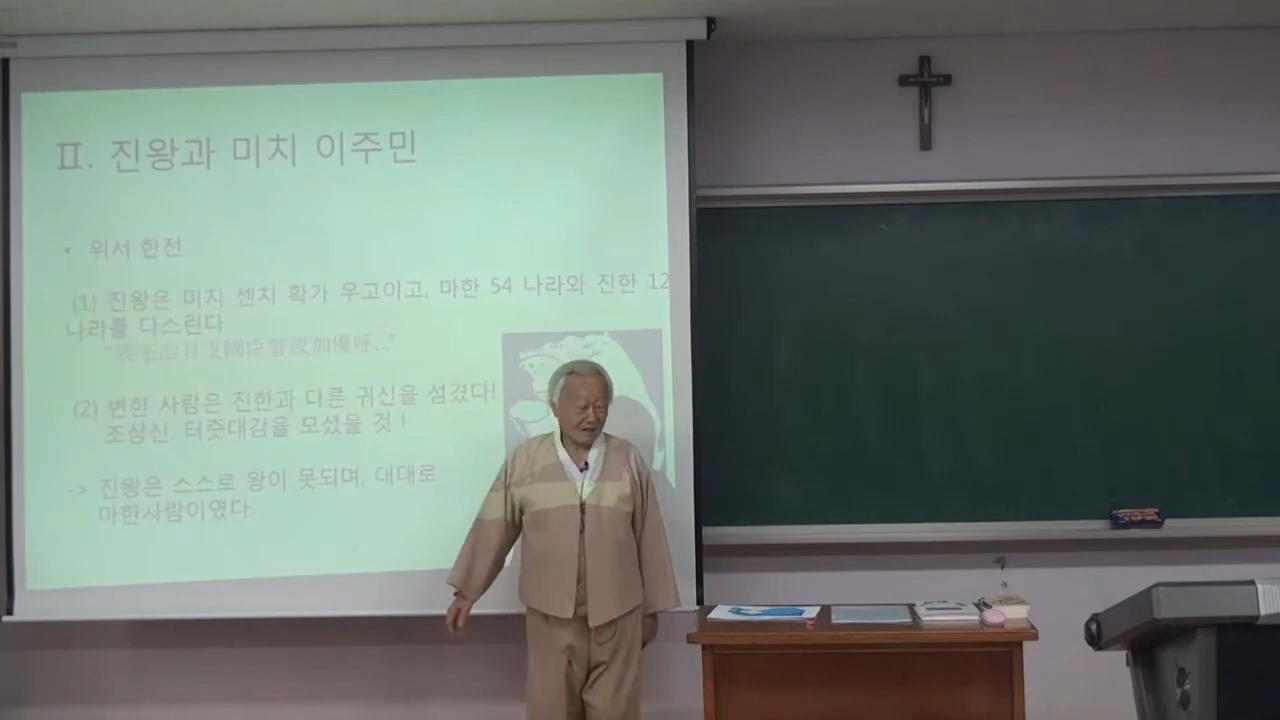 Ⅱ. 진왕과 미치 이주민
• 위서 한전
(1) 진왕은 미치 센치 확가 우고이고, 마한 54 나라와 진한 12
나라를 다스린다
(2) 변한 사람은 진한과 다른 귀신을 섬겼다!
조상신, 터줏대감을 모셨을 것!
-> 진왕은 스스로 왕이 못되며, 대대로
마한사람이였다.